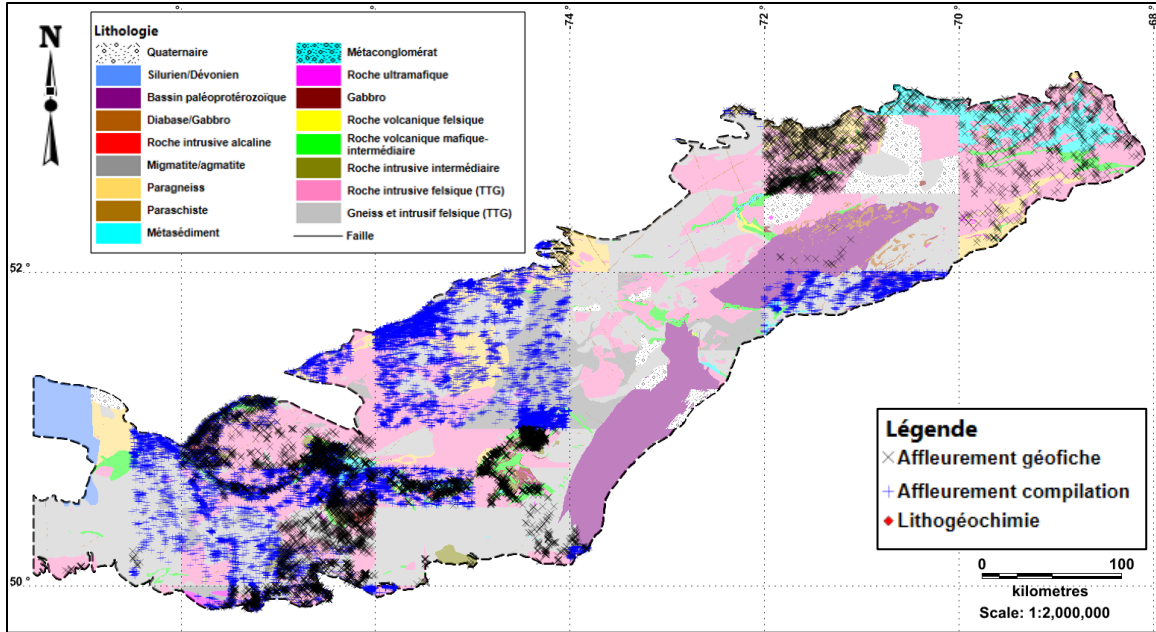 -74 °
-72 °
-70 °
-68 °
N
Lithologie
Quaternaire
Silurien/Dévonien
Bassin paléoprotérozoïque
Diabase/Gabbro
Roche intrusive alcaline
Migmatite/agmatite
Paragneiss
Paraschiste
Métasédiment
Métaconglomérat
Roche ultramafique
Gabbro
Roche volcanique felsique
Roche volcanique mafique-
intermédiaire
Roche intrusive intermédiaire
Roche intrusive felsique (TTG)
Gneiss et intrusif felsique (TTG)
Faille
52 °
50 °
Légende
Affleurement géofiche
Affleurement compilation
Lithogéochimie
0 100
kilometres
Scale: 1:2,000,000